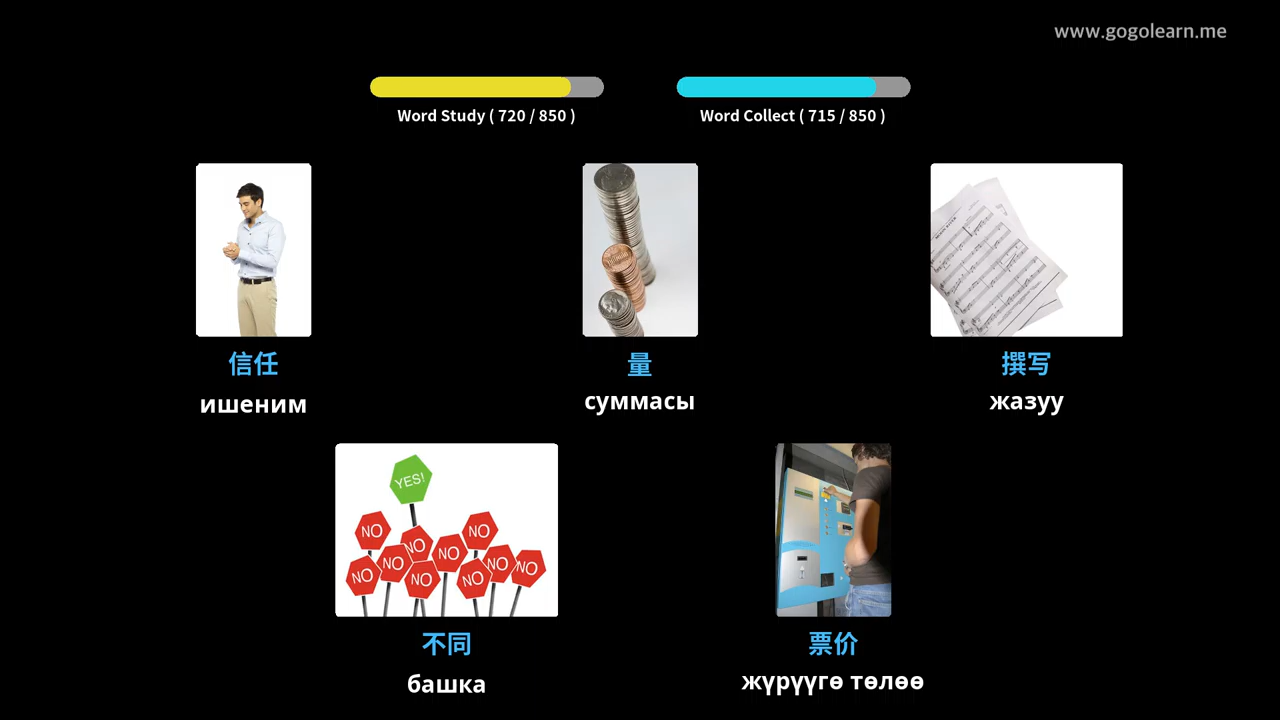 www.gogolearn.me
Word Study ( 720 / 850 )
Word Collect ( 715 / 850 )
信任
ишеним
量
суммасы
撰写
жазуу
YES!
NO
NO
NO
NO
NO
NO
NO
NO
NO
NO
不同
башка
票价
жүрүүгө төлөө